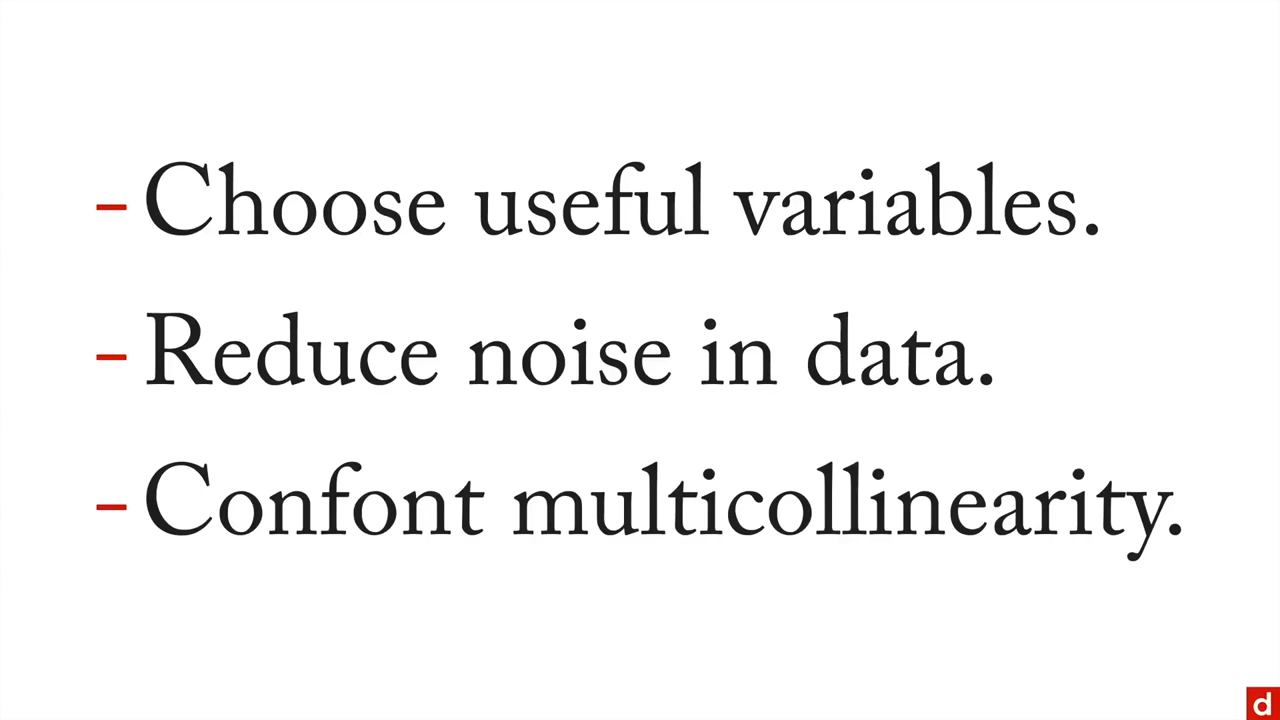 - Choose useful variables.
- Reduce noise in data.
- Confont multicollinearity.
d